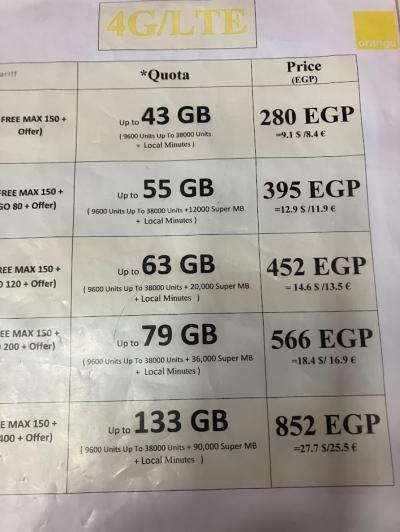 4G/LTE
orange
ariff
*Quota
Price
(EGP)
FREE MAX 150 +
Offer)
Up to 43 GB
( 9600 Units Up To 38000 Units
+ Local Minutes )
280 EGP
=9.1 $ /8.4 €
FREE MAX 150 +
GO 80 + Offer)
Up to 55 GB
( 9600 Units Up To 38000 Units +12000 Super MB
+ Local Minutes )
395 EGP
=12.9 $ /11.9 €
REE MAX 150 +
120 + Offer)
Up to 63 GB
( 9600 Units Up To 38000 Units + 20,000 Super MB
+ Local Minutes )
452 EGP
= 14.6 $ /13.5 €
EE MAX 150 +
200 + Offer)
Up to 79 GB
( 9600 Units Up To 38000 Units + 36,000 Super MB
+ Local Minutes )
566 EGP
=18.4 $/ 16.9 €
E MAX 150 +
400 + Offer)
Up to 133 GB
( 9600 Units Up To 38000 Units + 90,000 Super MB
+ Local Minutes )
852 EGP
=27.7 $/25.5 €